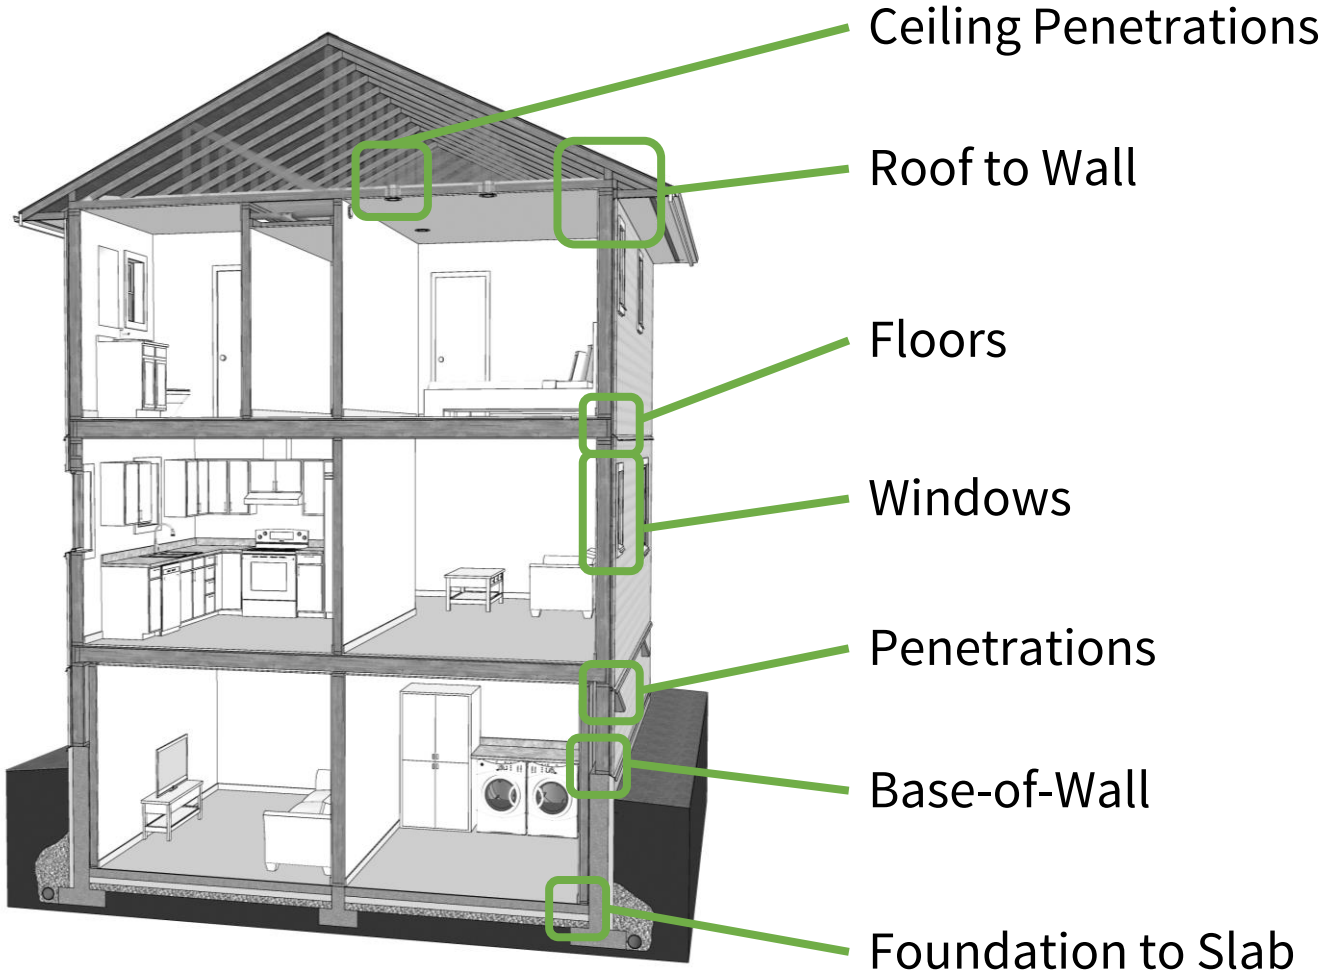 Ceiling Penetrations
Roof to Wall
Floors
Windows
Penetrations
Base-of-Wall
Foundation to Slab